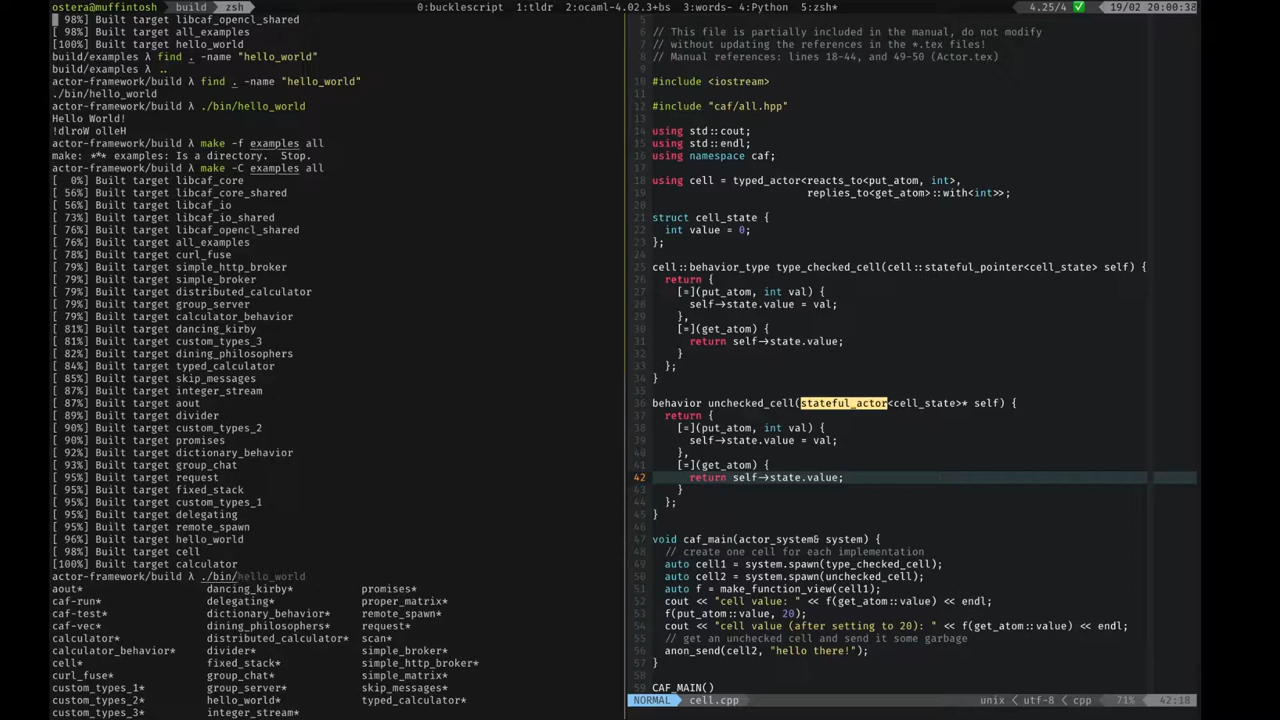 ostera@muffintosh build zsh 0:bucklescript 1:tldr 2:ocaml-4.02.3+bs 3:words- 4:Python 5:zsh* 4.25/4 ✅ 19/02 20:00:38
98%] Built target libcaf_opencl_shared
[ 98%] Built target all_examples
[100%] Built target hello_world
build/examples λ find . -name "hello_world"
build/examples λ ..
actor-framework/build λ find . -name "hello_world"
./bin/hello_world
actor-framework/build λ ./bin/hello_world
Hello World!
!dlroW olleH
actor-framework/build λ make -f examples all
make: *** examples: Is a directory.  Stop.
actor-framework/build λ make -C examples all
[  0%] Built target libcaf_core
[ 56%] Built target libcaf_core_shared
[ 56%] Built target libcaf_io
[ 73%] Built target libcaf_io_shared
[ 76%] Built target libcaf_opencl_shared
[ 76%] Built target all_examples
[ 78%] Built target curl_fuse
[ 79%] Built target simple_http_broker
[ 79%] Built target simple_broker
[ 79%] Built target distributed_calculator
[ 79%] Built target group_server
[ 79%] Built target calculator_behavior
[ 81%] Built target dancing_kirby
[ 81%] Built target custom_types_3
[ 82%] Built target dining_philosophers
[ 84%] Built target typed_calculator
[ 85%] Built target skip_messages
[ 87%] Built target integer_stream
[ 87%] Built target aout
[ 89%] Built target divider
[ 90%] Built target custom_types_2
[ 90%] Built target promises
[ 92%] Built target dictionary_behavior
[ 93%] Built target group_chat
[ 95%] Built target request
[ 95%] Built target fixed_stack
[ 95%] Built target custom_types_1
[ 95%] Built target delegating
[ 95%] Built target remote_spawn
[ 96%] Built target hello_world
[ 98%] Built target cell
[100%] Built target calculator
actor-framework/build λ ./bin/hello_world
aout* dancing_kirby* promises*
caf-run* delegating* proper_matrix*
caf-test* dictionary_behavior* remote_spawn*
caf-vec* dining_philosophers* request*
calculator* distributed_calculator* scan*
calculator_behavior* divider* simple_broker*
cell* fixed_stack* simple_http_broker*
curl_fuse* group_chat* simple_matrix*
custom_types_1* group_server* skip_messages*
custom_types_2* hello_world* typed_calculator*
custom_types_3* integer_stream*
5
6 // This file is partially included in the manual, do not modify
7 // without updating the references in the *.tex files!
8 // Manual references: lines 18-44, and 49-50 (Actor.tex)
9
10 #include <iostream>
11
12 #include "caf/all.hpp"
13
14 using std::cout;
15 using std::endl;
16 using namespace caf;
17
18 using cell = typed_actor<reacts_to<put_atom, int>,
19 replies_to<get_atom>::with<int>>;
20
21 struct cell_state {
22   int value = 0;
23 };
24
25 cell::behavior_type type_checked_cell(cell::stateful_pointer<cell_state> self) {
26   return {
27     [=](put_atom, int val) {
28       self->state.value = val;
29     },
30     [=](get_atom) {
31       return self->state.value;
32     }
33   };
34 }
35
36 behavior unchecked_cell(stateful_actor<cell_state>* self) {
37   return {
38     [=](put_atom, int val) {
39       self->state.value = val;
40     },
41     [=](get_atom) {
42       return self->state.value;
43     }
44   };
45 }
46
47 void caf_main(actor_system& system) {
48   // create one cell for each implementation
49   auto cell1 = system.spawn(type_checked_cell);
50   auto cell2 = system.spawn(unchecked_cell);
51   auto f = make_function_view(cell1);
52   cout << "cell value: " << f(get_atom::value) << endl;
53   f(put_atom::value, 20);
54   cout << "cell value (after setting to 20): " << f(get_atom::value) << endl;
55   // get an unchecked cell and send it some garbage
56   anon_send(cell2, "hello there!");
57 }
58
59 CAF_MAIN()
NORMAL cell.cpp unix < utf-8 < cpp 71% 42:18